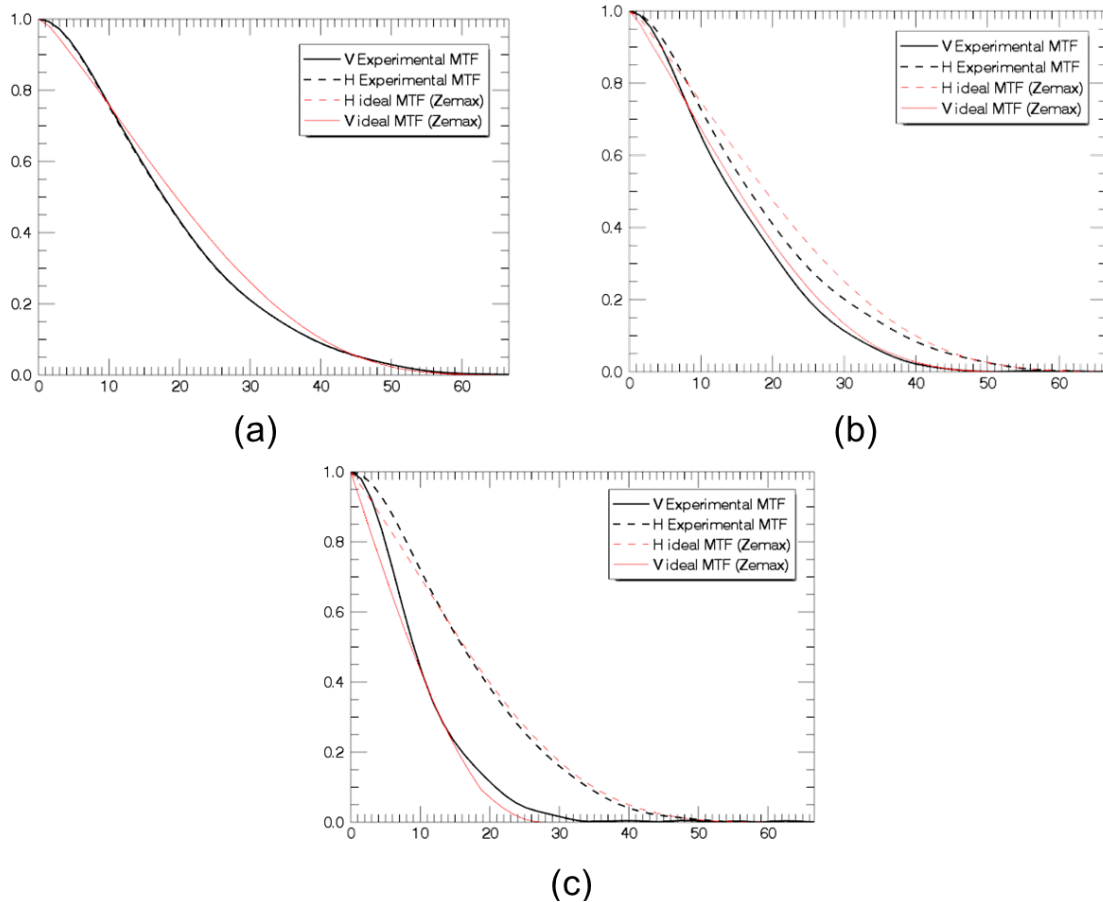 1.0
0.8
0.6
0.4
0.2
0.0
0 10 20 30 40 50 60
V Experimental MTF
H Experimental MTF
H ideal MTF (Zemax)
V ideal MTF (Zemax)
(a)
1.0
0.8
0.6
0.4
0.2
0.0
0 10 20 30 40 50 60
V Experimental MTF
H Experimental MTF
H ideal MTF (Zemax)
V ideal MTF (Zemax)
(b)
1.0
0.8
0.6
0.4
0.2
0.0
0 10 20 30 40 50 60
V Experimental MTF
H Experimental MTF
H ideal MTF (Zemax)
V ideal MTF (Zemax)
(c)